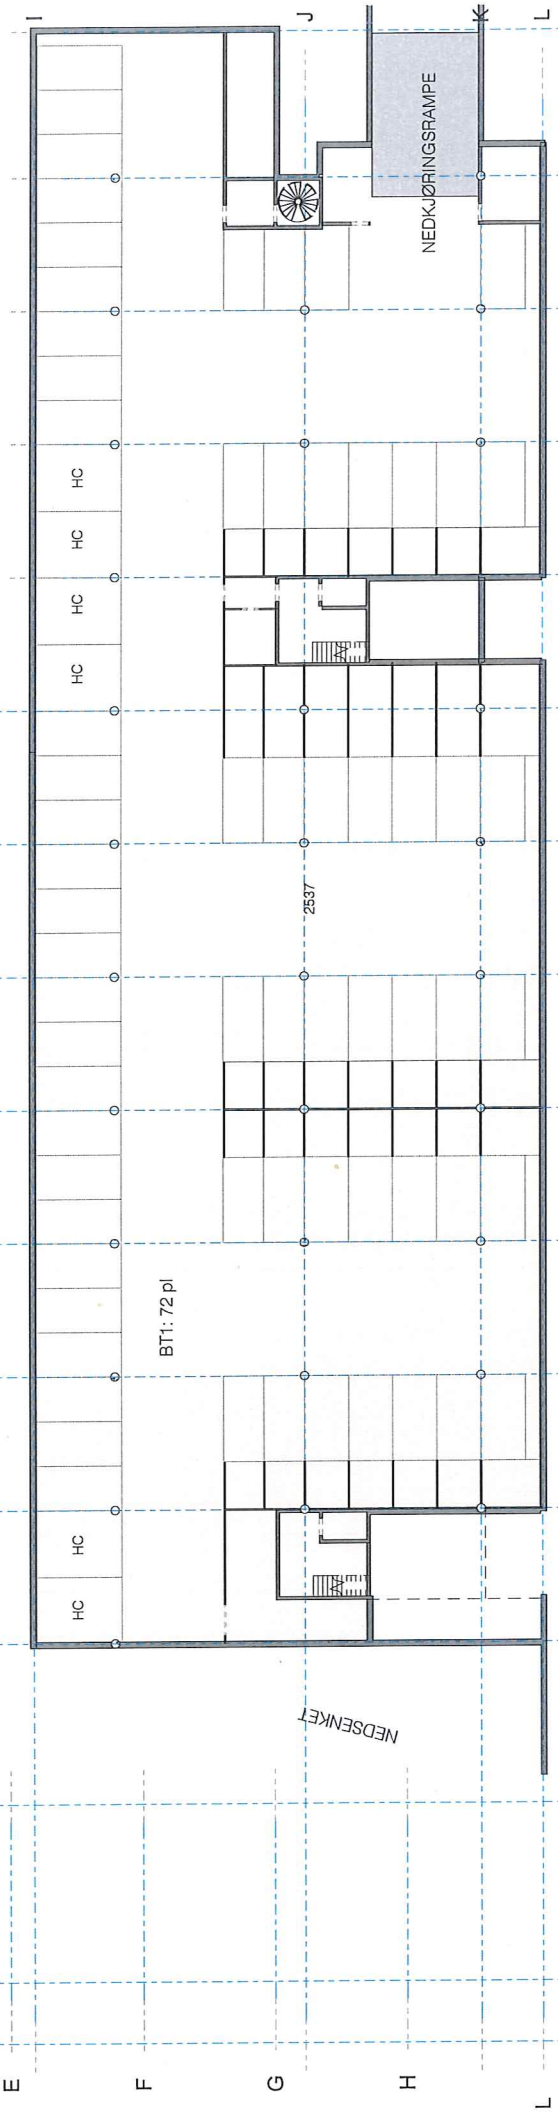 E
F
G
H
L
I
J
K
L
HC
HC
HC
HC
HC
HC
BT1: 72 pl
2537
NEDSENKET
NEDKJØRINGSRAMPE